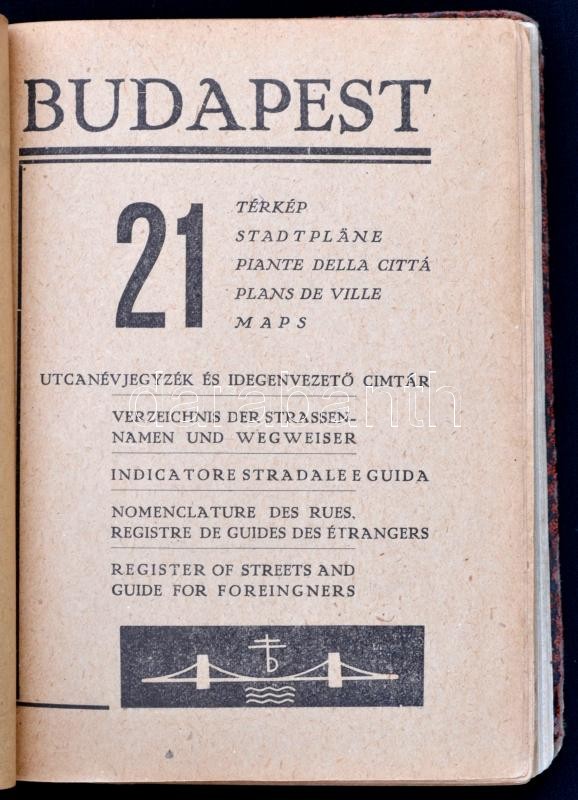 BUDAPEST
21
TÉRKÉP
STADTPLÄNE
PIANTE DELLA CITTÁ
PLANS DE VILLE
MAPS
UTCANÉVJEGYZÉK ÉS IDEGENVEZETŐ CIMTÁR
VERZEICHNIS DER STRASSEN-
NAMEN UND WEGWEISER
INDICATORE STRADALE E GUIDA
NOMENCLATURE DES RUES.
REGISTRE DE GUIDES DES ÉTRANGERS
REGISTER OF STREETS AND
GUIDE FOR FOREINGNERS
darabanth